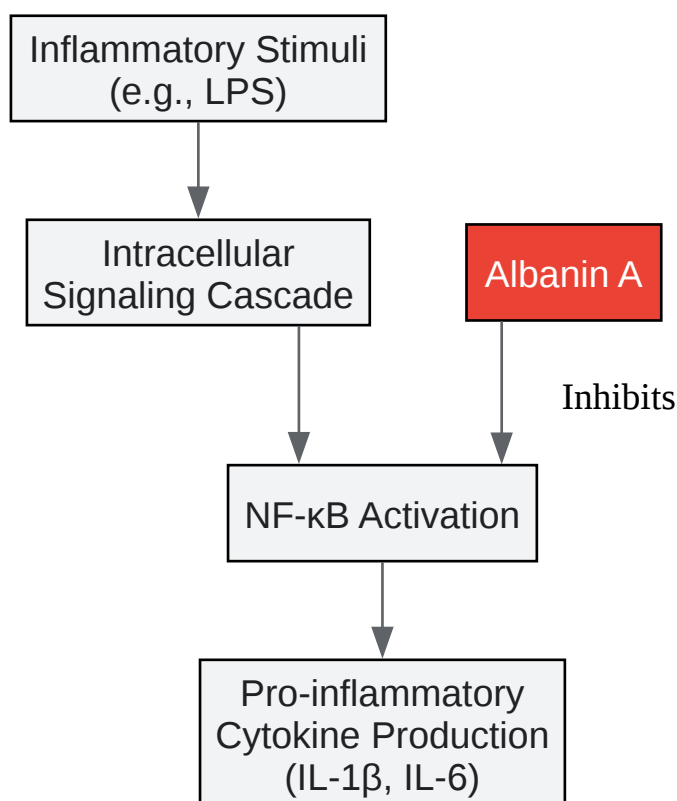 Inflammatory Stimuli
(e.g., LPS)
Intracellular
Signaling Cascade
Albanin A
Inhibits
NF-κB Activation
Pro-inflammatory
Cytokine Production
(IL-1β, IL-6)